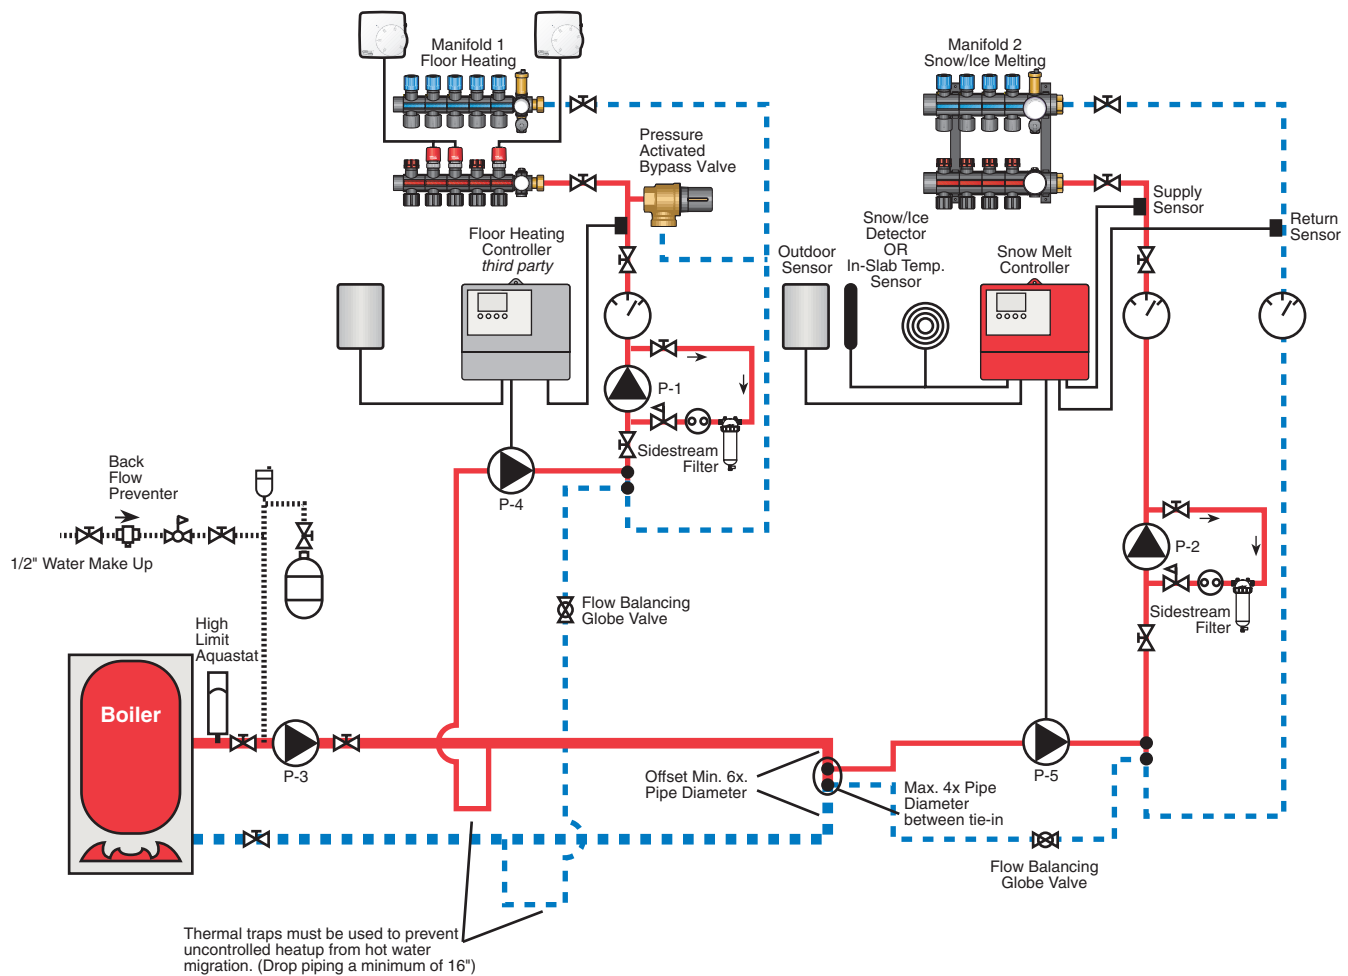 Manifold 1
Floor Heating
Manifold 2
Snow/Ice Melting
Pressure
Activated
Bypass Valve
Supply
Sensor
Return
Sensor
Floor Heating
Controller
third party
Outdoor
Sensor
Snow/Ice
Detector
OR
In-Slab Temp.
Sensor
Snow Melt
Controller
P-1
Sidestream
Filter
P-4
Back
Flow
Preventer
1/2" Water Make Up
P-2
Sidestream
Filter
Flow Balancing
Globe Valve
High
Limit
Aquastat
Boiler
P-3
Offset Min. 6x.
Pipe Diameter
Max. 4x Pipe
Diameter
between tie-in
P-5
Flow Balancing
Globe Valve
Thermal traps must be used to prevent
uncontrolled heatup from hot water
migration. (Drop piping a minimum of 16")